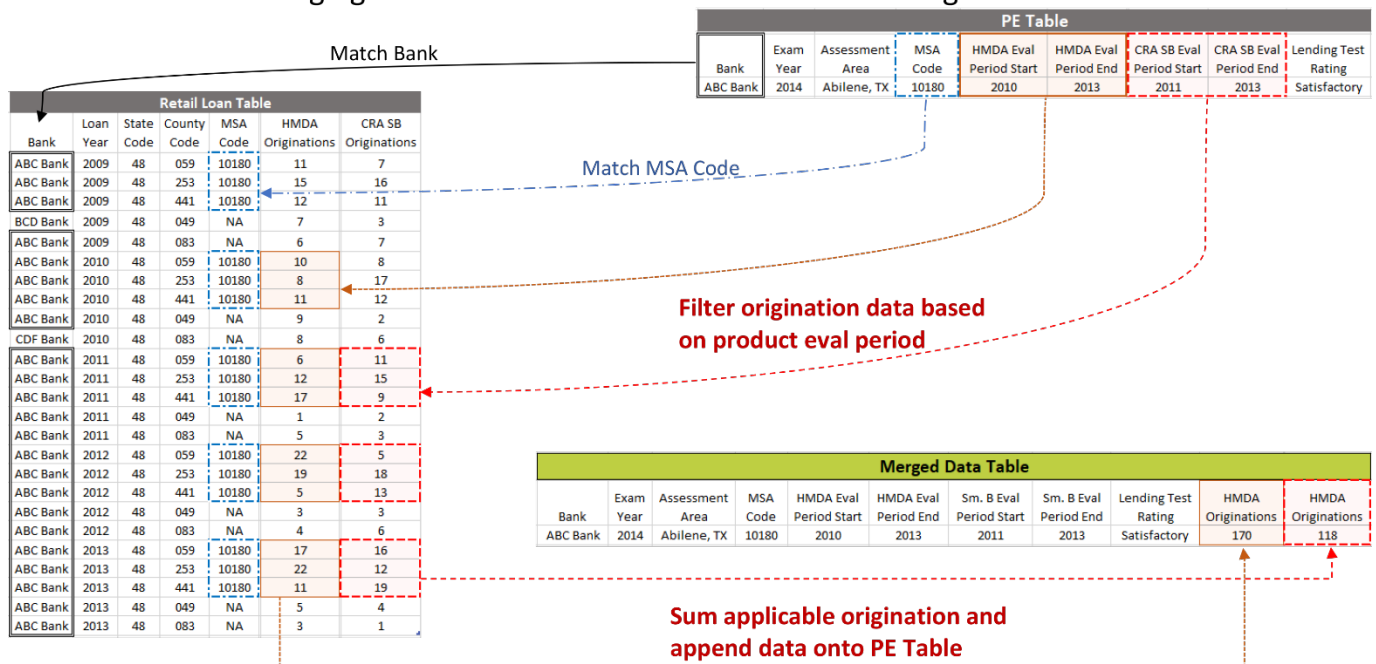 PE Table
Bank Exam Year Assessment Area MSA Code HMDA Eval Period Start HMDA Eval Period End CRA SB Eval Period Start CRA SB Eval Period End Lending Test Rating
ABC Bank 2014 Abilene, TX 10180 2010 2013 2011 2013 Satisfactory
Match Bank
Retail Loan Table
Bank Loan Year State Code County Code MSA Code HMDA Originations CRA SB Originations
ABC Bank 2009 48 059 10180 11 7
ABC Bank 2009 48 253 10180 15 16
ABC Bank 2009 48 441 10180 12 11
BCD Bank 2009 48 049 NA 7 3
ABC Bank 2009 48 083 NA 6 7
ABC Bank 2010 48 059 10180 10 8
ABC Bank 2010 48 253 10180 8 17
ABC Bank 2010 48 441 10180 11 12
ABC Bank 2010 48 049 NA 9 2
CDF Bank 2010 48 083 NA 8 6
ABC Bank 2011 48 059 10180 6 11
ABC Bank 2011 48 253 10180 12 15
ABC Bank 2011 48 441 10180 17 9
ABC Bank 2011 48 049 NA 1 2
ABC Bank 2011 48 083 NA 5 3
ABC Bank 2012 48 059 10180 22 5
ABC Bank 2012 48 253 10180 19 18
ABC Bank 2012 48 441 10180 5 13
ABC Bank 2012 48 049 NA 3 3
ABC Bank 2012 48 083 NA 4 6
ABC Bank 2013 48 059 10180 17 16
ABC Bank 2013 48 253 10180 22 12
ABC Bank 2013 48 441 10180 11 19
ABC Bank 2013 48 049 NA 5 4
ABC Bank 2013 48 083 NA 3 1
Match MSA Code
Filter origination data based
on product eval period
Merged Data Table
Bank Exam Year Assessment Area MSA Code HMDA Eval Period Start HMDA Eval Period End Sm. B Eval Period Start Sm. B Eval Period End Lending Test Rating HMDA Originations HMDA Originations
ABC Bank 2014 Abilene, TX 10180 2010 2013 2011 2013 Satisfactory 170 118
Sum applicable origination and
append data onto PE Table